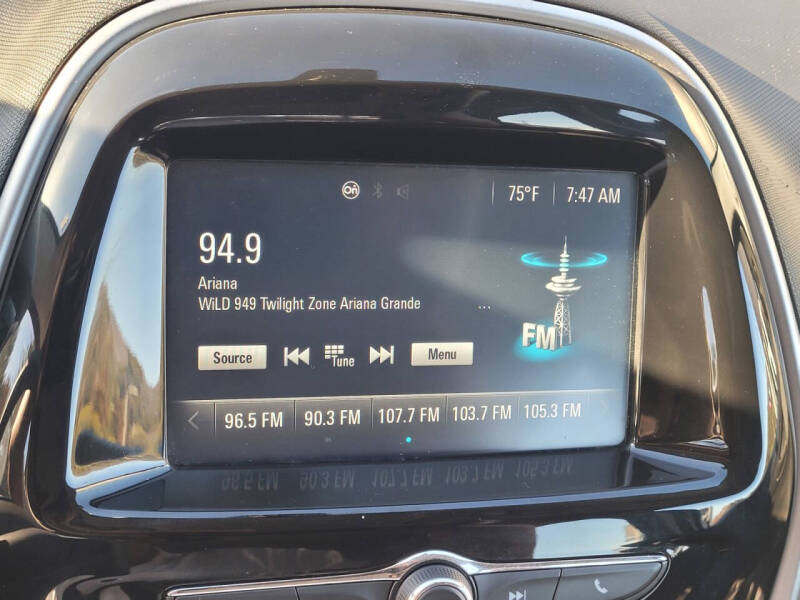 On 75°F 7:47 AM
94.9
Ariana
WiLD 949 Twilight Zone Ariana Grande ...
FM
Source Tune Menu
96.5 FM 90.3 FM 107.7 FM 103.7 FM 105.3 FM